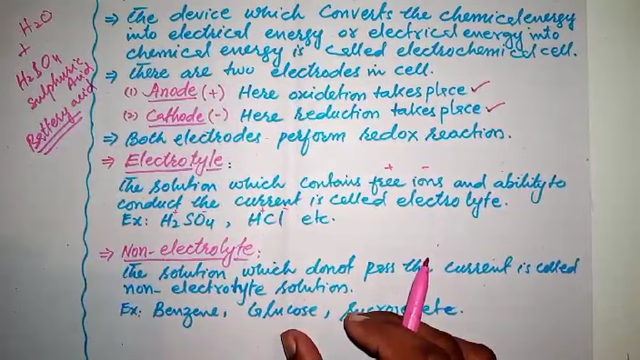 H2O
+
H2SO4
Sulphuric
Acid
Battery acid
⇒ The device which converts the chemical energy
into electrical energy or electrical energy into
chemical energy is called electrochemical cell.
⇒ There are two electrodes in cell.
(1) Anode (+) Here oxidation takes place ✓
(2) Cathode (-) Here reduction takes place ✓
⇒ Both electrodes perform redox reaction.
⇒ Electrotyle:
+ -
The solution which contains free ions and ability to
conduct the current is called electrolyte.
Ex: H2SO4, HCl etc.
⇒ Non-electrolyte:
The solution which donot pass the current is called
non-electrolyte solution.
Ex: Benzene, Glucose, etc.